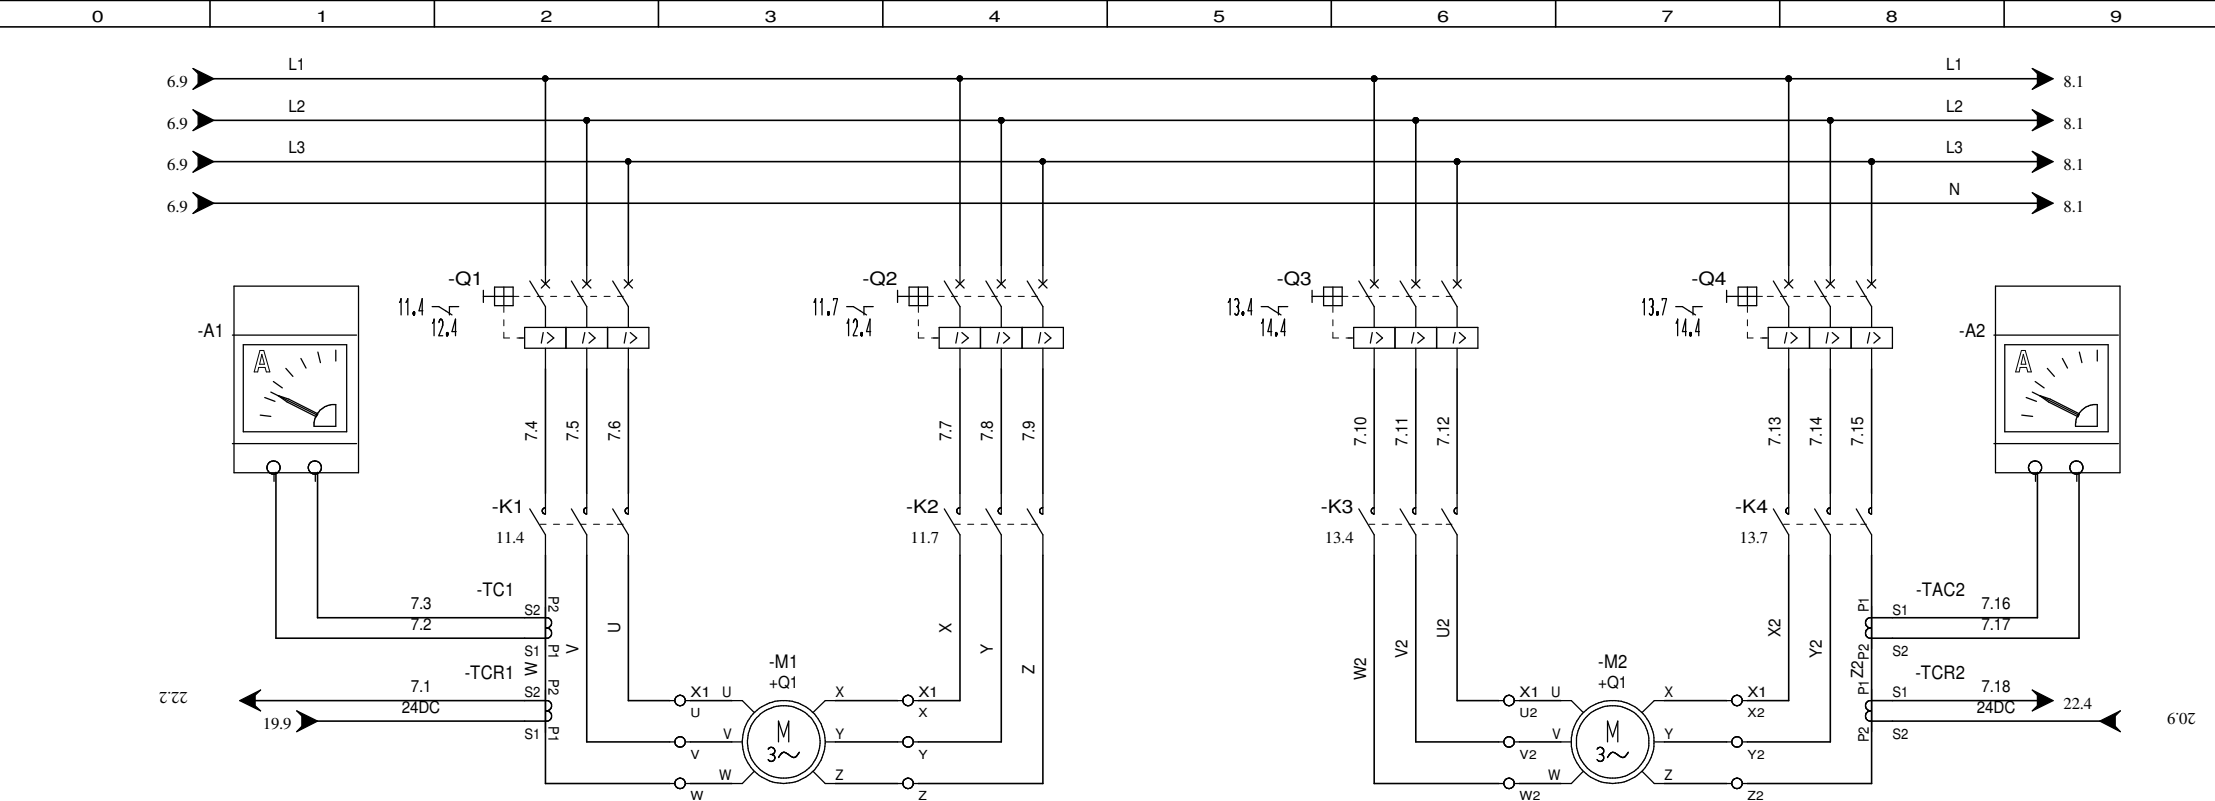 0 1 2 3 4 5 6 7 8 9
L1 L1
6.9 8.1
L2 L2
6.9 8.1
L3 L3
6.9 8.1
N
6.9 8.1
-Q1 -Q2 -Q3 -Q4
11.4 11.7 13.4 13.7
12.4 12.4 14.4 14.4
-A1 -A2
I> I> I> I> I> I> I> I> I> I> I> I>
A A
7.4 7.5 7.6 7.7 7.8 7.9 7.10 7.11 7.12 7.13 7.14 7.15
-K1 -K2 -K3 -K4
11.4 11.7 13.4 13.7
-TC1 -TAC2
7.3 S2 P2 P1 S1 7.16
7.2 7.17
U X U2 X2
S1 P1 V Y V2 Y2 P2 S2
W Z W2 Z2
-TCR1 -M1 -M2 -TCR2
+Q1 +Q1
22.2 7.1 S2 P2 X1 U X X1 X1 U X X1 P1 S1 7.18
U X U2 X2
24DC 24DC 22.4
19.9 20.9
S1 P1 V M Y V M Y P2 S2
V 3~ Y V2 3~ Y2
W Z W Z
W Z W2 Z2